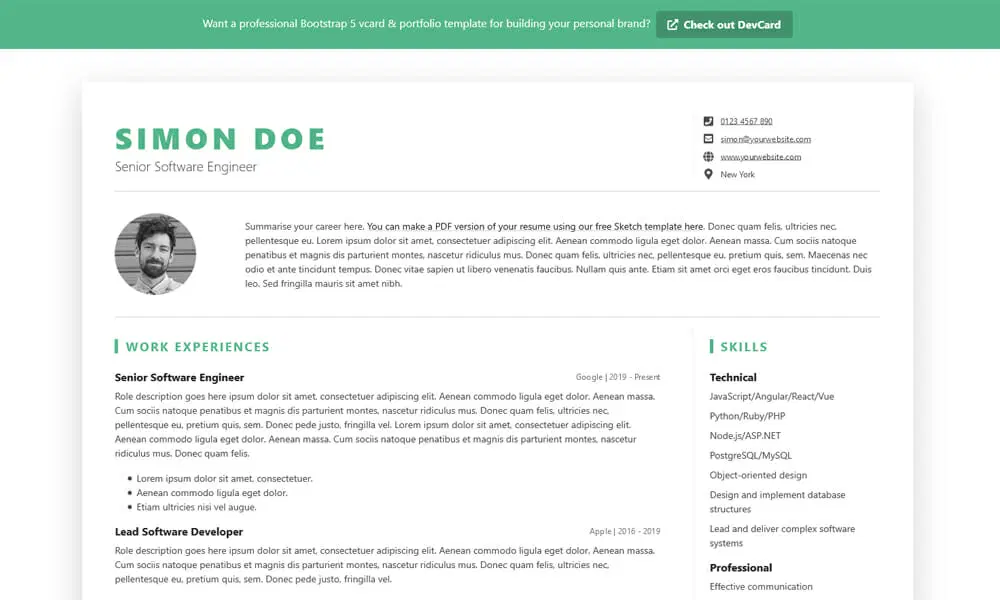 Want a professional Bootstrap 5 vcard & portfolio template for building your personal brand? Check out DevCard
SIMON DOE
Senior Software Engineer
0123 4567 890
simon@yourwebsite.com
www.yourwebsite.com
New York
Summarise your career here. You can make a PDF version of your resume using our free Sketch template here. Donec quam felis, ultricies nec,
pellentesque eu. Lorem ipsum dolor sit amet, consectetuer adipiscing elit. Aenean commodo ligula eget dolor. Aenean massa. Cum sociis natoque
penatibus et magnis dis parturient montes, nascetur ridiculus mus. Donec quam felis, ultricies nec, pellentesque eu, pretium quis, sem. Maecenas nec
odio et ante tincidunt tempus. Donec vitae sapien ut libero venenatis faucibus. Nullam quis ante. Etiam sit amet orci eget eros faucibus tincidunt. Duis
leo. Sed fringilla mauris sit amet nibh.
WORK EXPERIENCES
Senior Software Engineer
Google | 2019 - Present
Role description goes here ipsum dolor sit amet, consectetuer adipiscing elit. Aenean commodo ligula eget dolor. Aenean massa.
Cum sociis natoque penatibus et magnis dis parturient montes, nascetur ridiculus mus. Donec quam felis, ultricies nec,
pellentesque eu, pretium quis, sem. Donec pede justo, fringilla vel. Lorem ipsum dolor sit amet, consectetuer adipiscing elit.
Aenean commodo ligula eget dolor. Aenean massa. Cum sociis natoque penatibus et magnis dis parturient montes, nascetur
ridiculus mus. Donec quam felis.
• Lorem ipsum dolor sit amet, consectetuer.
• Aenean commodo ligula eget dolor.
• Etiam ultricies nisi vel augue.
Lead Software Developer
Apple | 2016 - 2019
Role description goes here ipsum dolor sit amet, consectetuer adipiscing elit. Aenean commodo ligula eget dolor. Aenean massa.
Cum sociis natoque penatibus et magnis dis parturient montes, nascetur ridiculus mus. Donec quam felis, ultricies nec,
pellentesque eu, pretium quis, sem. Donec pede justo, fringilla vel.
SKILLS
Technical
JavaScript/Angular/React/Vue
Python/Ruby/PHP
Node.js/ASP.NET
PostgreSQL/MySQL
Object-oriented design
Design and implement database
structures
Lead and deliver complex software
systems
Professional
Effective communication